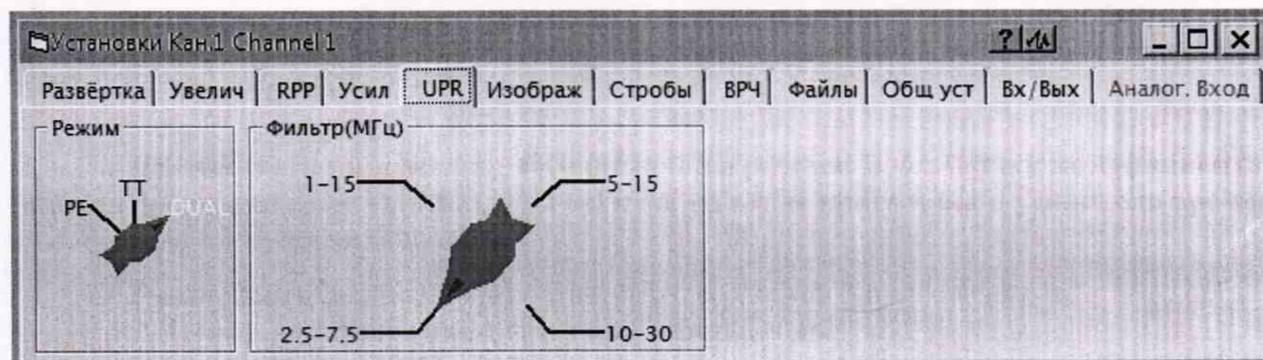 Установки Кан.1 Channel 1
Развёртка Увелич RPP Усил UPR Изображ Стробы ВРЧ Файлы Общ уст Вх/Вых Аналог. Вход
Режим Фильтр(МГц)
TT 1-15 5-15
PE DUAL
2.5-7.5 10-30